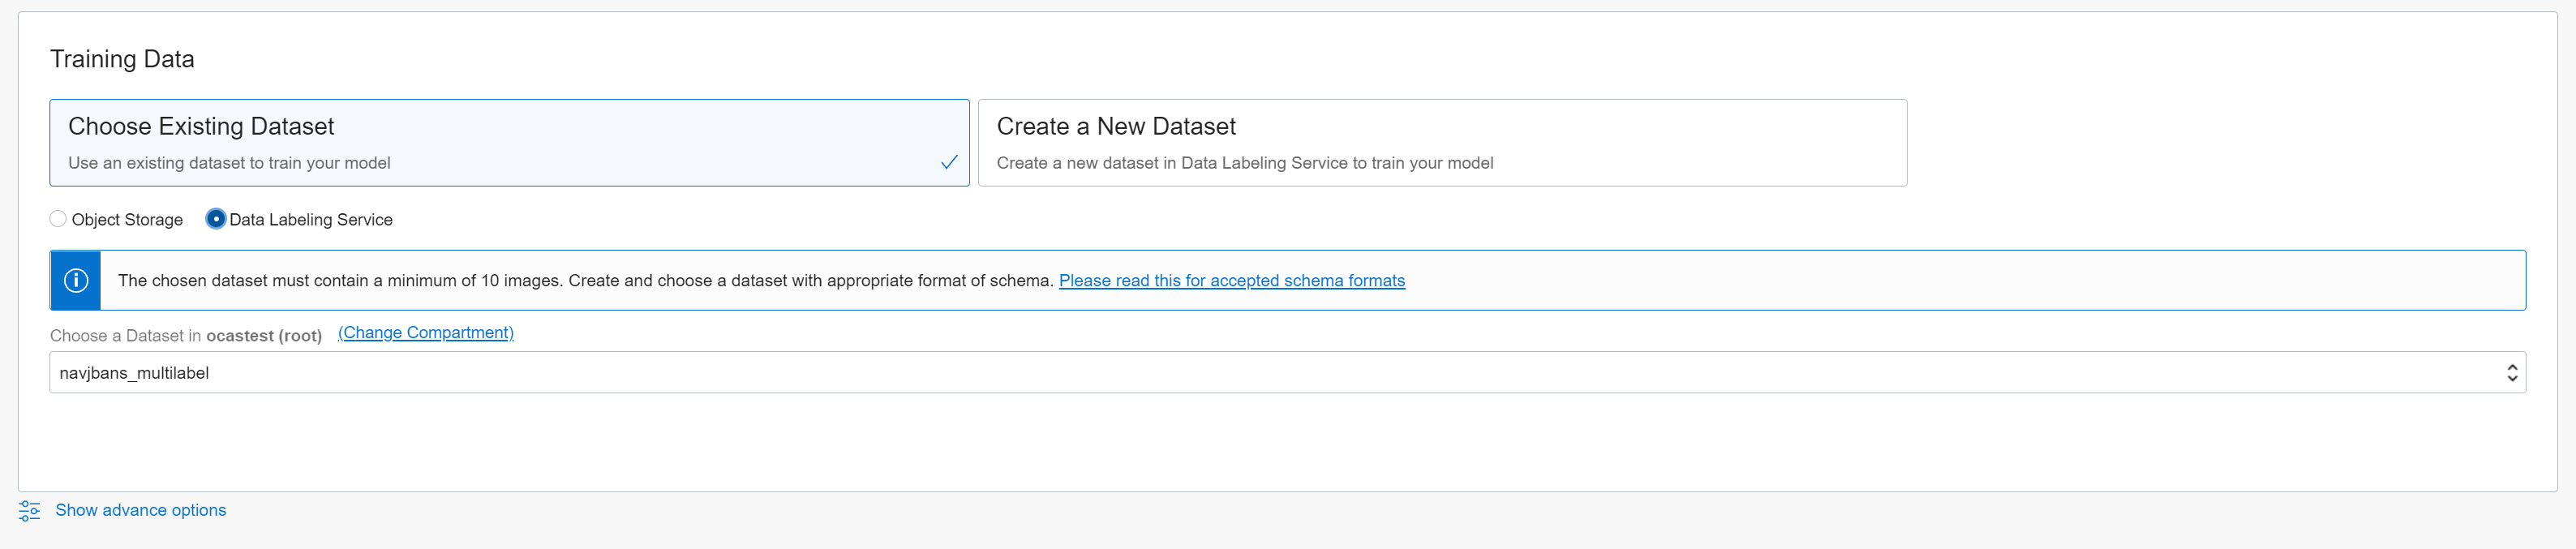 Training Data
Choose Existing Dataset
Use an existing dataset to train your model
Create a New Dataset
Create a new dataset in Data Labeling Service to train your model
Object Storage
Data Labeling Service
The chosen dataset must contain a minimum of 10 images. Create and choose a dataset with appropriate format of schema. Please read this for accepted schema formats
Choose a Dataset in ocastest (root) (Change Compartment)
navjbans_multilabel
Show advance options